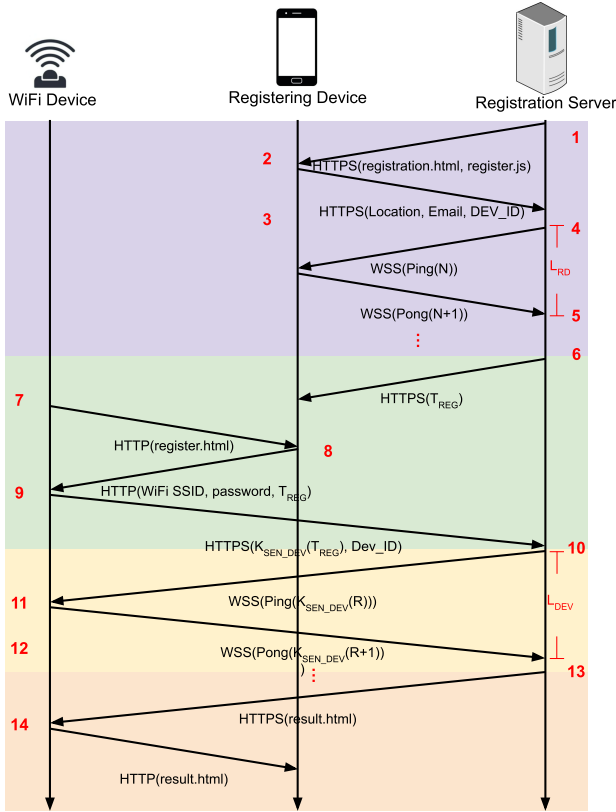 WiFi Device
Registering Device
Registration Server
1
2
HTTPS(registration.html, register.js)
HTTPS(Location, Email, DEV_ID)
3
4
WSS(Ping(N))
L_RD
WSS(Pong(N+1))
5
6
HTTPS(T_REG)
7
HTTP(register.html)
8
9
HTTP(WiFi SSID, password, T_REG)
HTTPS(K_SEN_DEV(T_REG), Dev_ID)
10
11
WSS(Ping(K_SEN_DEV(R)))
L_DEV
12
WSS(Pong(K_SEN_DEV(R+1))
)
13
14
HTTPS(result.html)
HTTP(result.html)